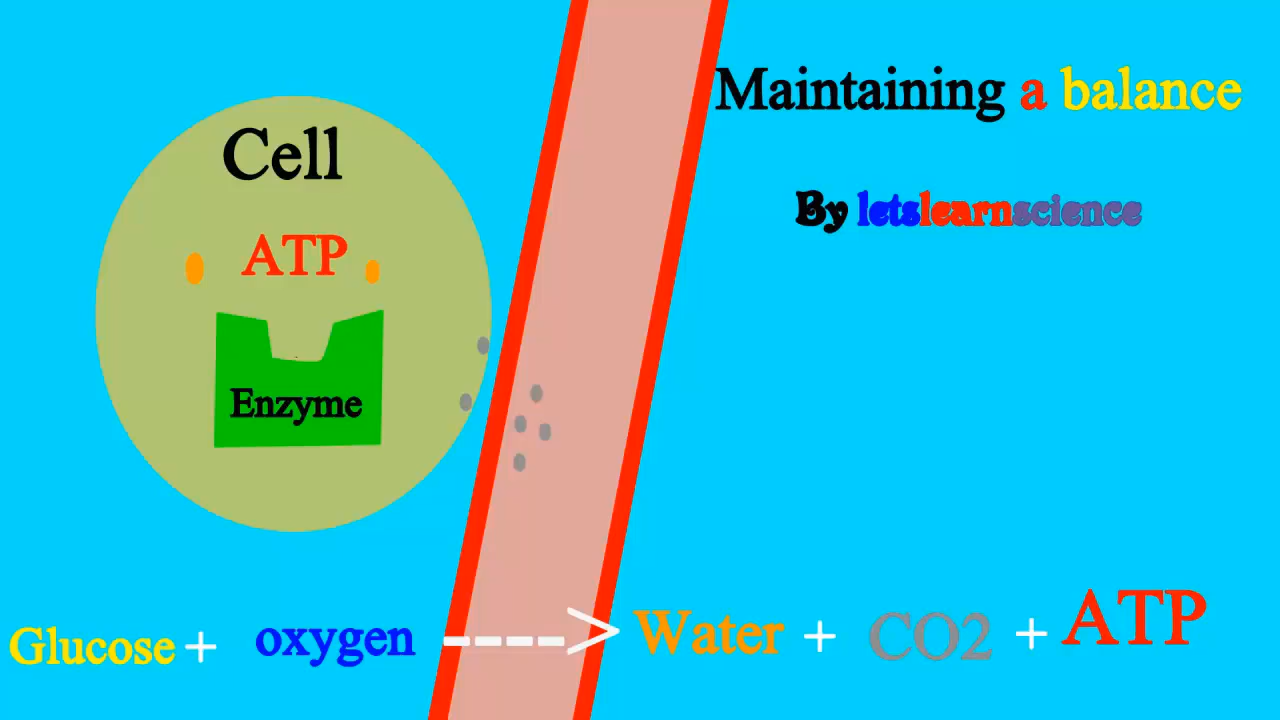 Maintaining a balance
By letslearnscience
Cell
ATP
Enzyme
Glucose + oxygen ----> Water + CO2 + ATP